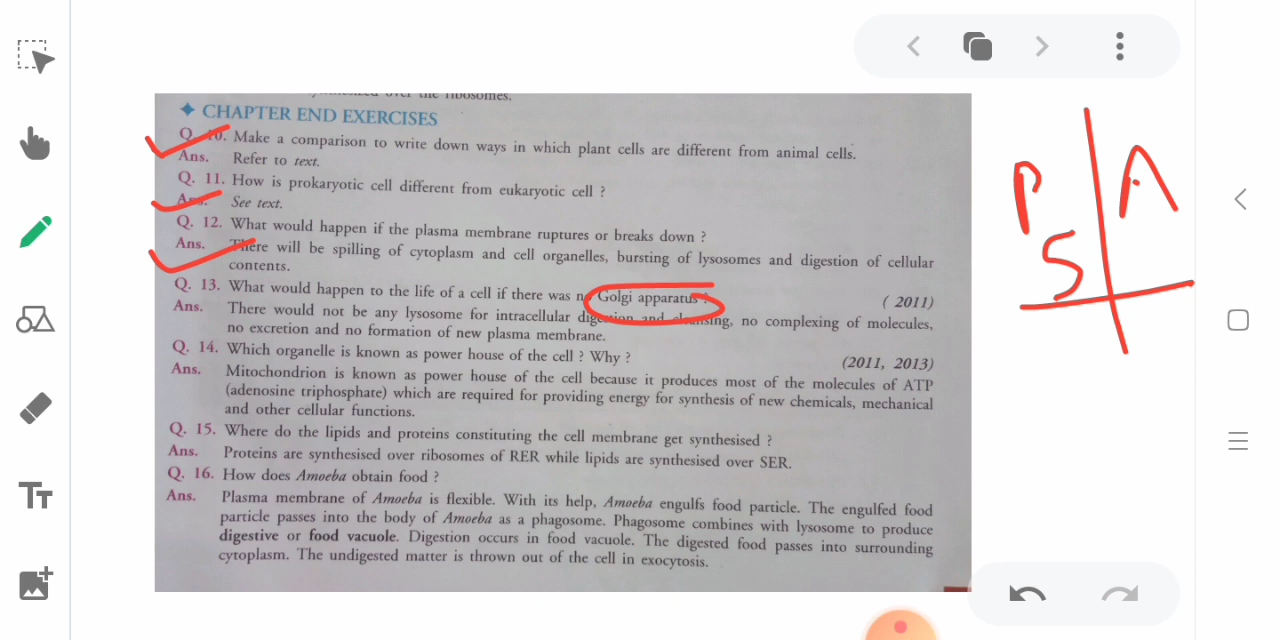 ✦ CHAPTER END EXERCISES
Q. 10. Make a comparison to write down ways in which plant cells are different from animal cells.
Ans. Refer to text.
Q. 11. How is prokaryotic cell different from eukaryotic cell ?
Ans. See text.
Q. 12. What would happen if the plasma membrane ruptures or breaks down ?
Ans. There will be spilling of cytoplasm and cell organelles, bursting of lysosomes and digestion of cellular
contents.
Q. 13. What would happen to the life of a cell if there was no Golgi apparatus ? ( 2011)
Ans. There would not be any lysosome for intracellular digestion and cleansing, no complexing of molecules,
no excretion and no formation of new plasma membrane.
Q. 14. Which organelle is known as power house of the cell ? Why ? (2011, 2013)
Ans. Mitochondrion is known as power house of the cell because it produces most of the molecules of ATP
(adenosine triphosphate) which are required for providing energy for synthesis of new chemicals, mechanical
and other cellular functions.
Q. 15. Where do the lipids and proteins constituting the cell membrane get synthesised ?
Ans. Proteins are synthesised over ribosomes of RER while lipids are synthesised over SER.
Q. 16. How does Amoeba obtain food ?
Ans. Plasma membrane of Amoeba is flexible. With its help, Amoeba engulfs food particle. The engulfed food
particle passes into the body of Amoeba as a phagosome. Phagosome combines with lysosome to produce
digestive or food vacuole. Digestion occurs in food vacuole. The digested food passes into surrounding
cytoplasm. The undigested matter is thrown out of the cell in exocytosis.
P A
S
TT